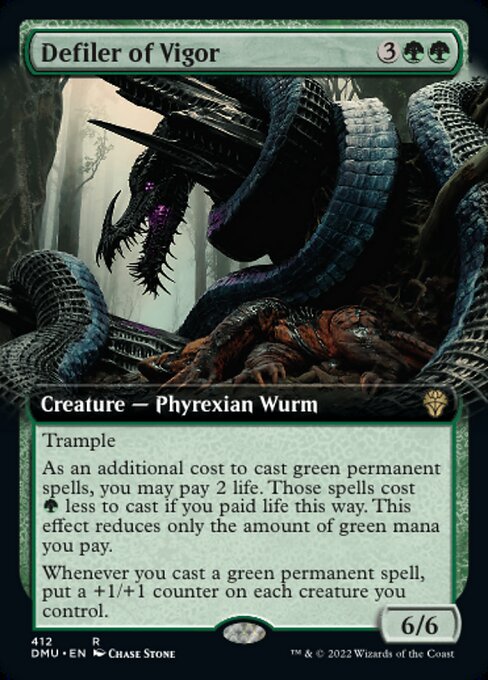 Defiler of Vigor 3
Creature — Phyrexian Wurm
Trample
As an additional cost to cast green permanent
spells, you may pay 2 life. Those spells cost
less to cast if you paid life this way. This
effect reduces only the amount of green mana
you pay.
Whenever you cast a green permanent spell,
put a +1/+1 counter on each creature you
control.
6/6
412 R
DMU • EN Chase Stone
™ & © 2022 Wizards of the Coast